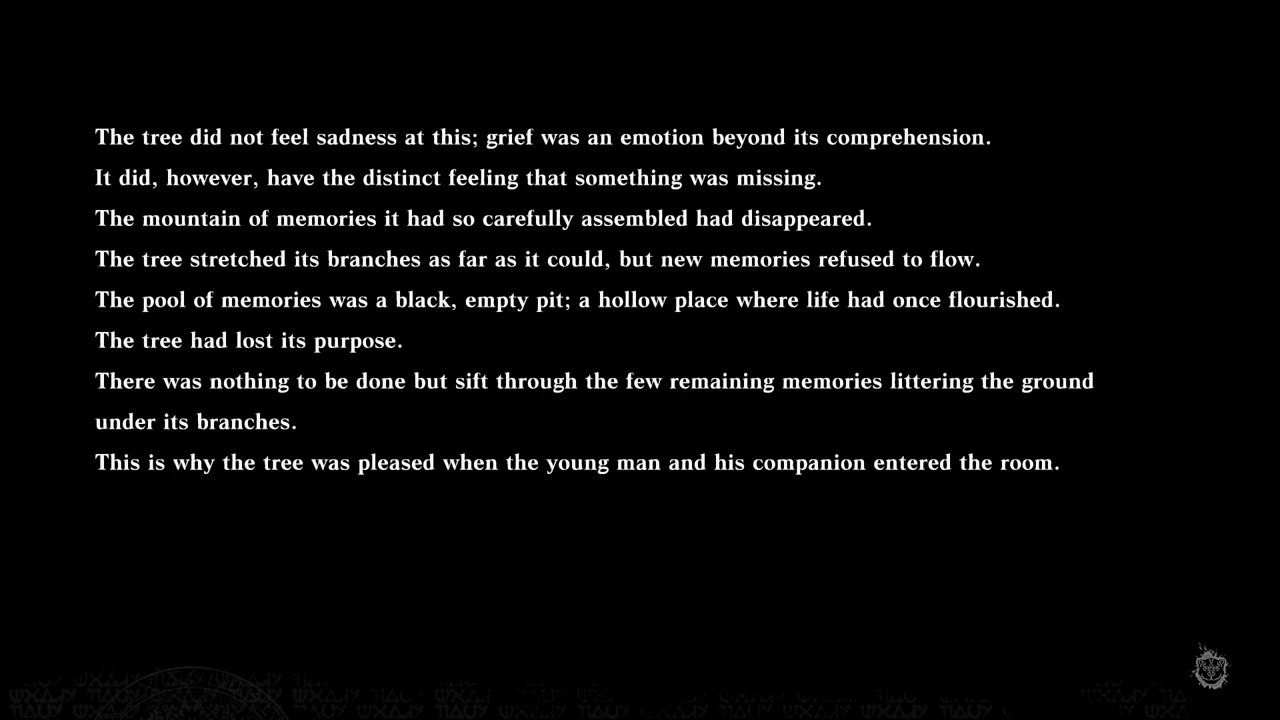 The tree did not feel sadness at this; grief was an emotion beyond its comprehension.
It did, however, have the distinct feeling that something was missing.
The mountain of memories it had so carefully assembled had disappeared.
The tree stretched its branches as far as it could, but new memories refused to flow.
The pool of memories was a black, empty pit; a hollow place where life had once flourished.
The tree had lost its purpose.
There was nothing to be done but sift through the few remaining memories littering the ground
under its branches.
This is why the tree was pleased when the young man and his companion entered the room.